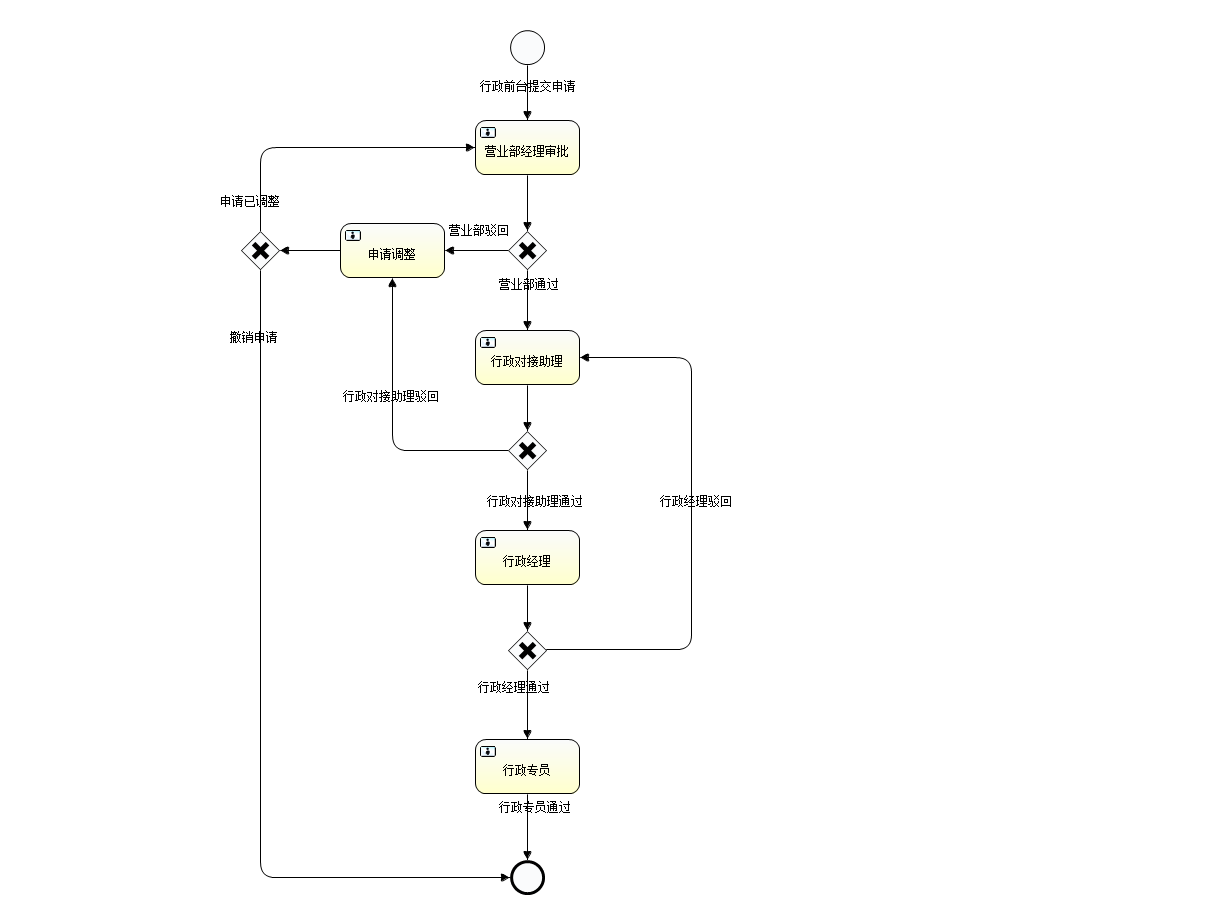 行政前台提交申请
营业部经理审批
申请已调整
营业部驳回
申请调整
营业部通过
撤销申请
行政对接助理
行政对接助理驳回
行政对接助理通过
行政经理驳回
行政经理
行政经理通过
行政专员
行政专员通过